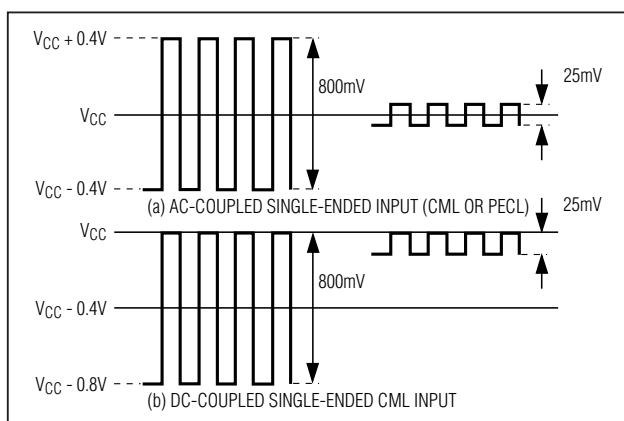 VCC + 0.4V
800mV
25mV
VCC
VCC - 0.4V
(a) AC-COUPLED SINGLE-ENDED INPUT (CML OR PECL)
25mV
VCC
800mV
VCC - 0.4V
VCC - 0.8V
(b) DC-COUPLED SINGLE-ENDED CML INPUT